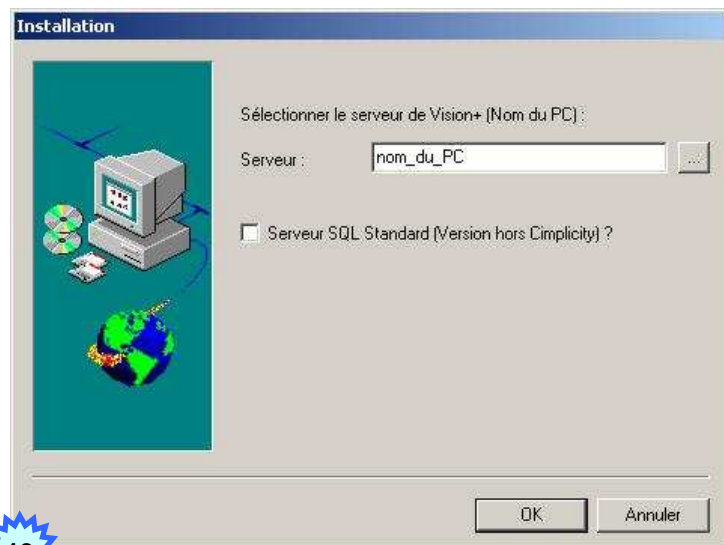 Installation
Sélectionner le serveur de Vision+ (Nom du PC) :
Serveur : nom_du_PC ...
Serveur SQL Standard (Version hors Cimplicity) ?
OK Annuler